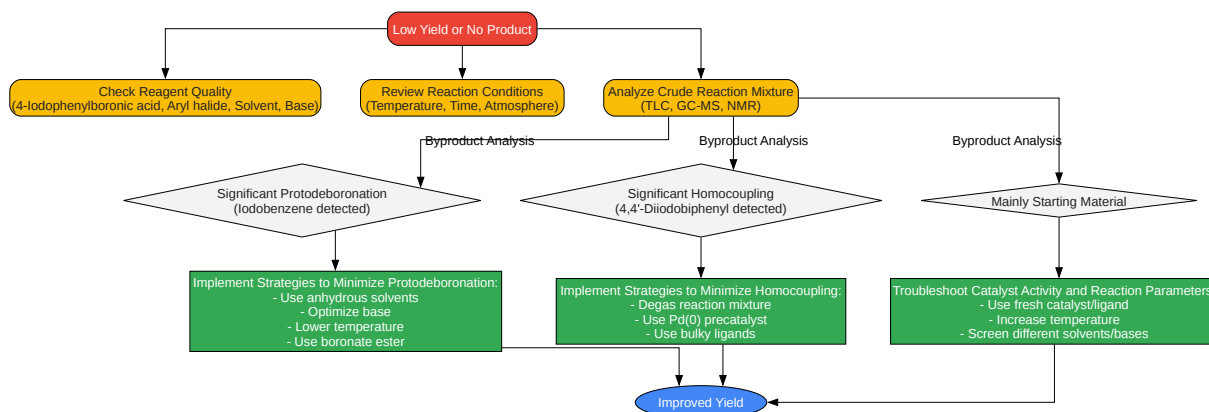 Low Yield or No Product
Check Reagent Quality
(4-Iodophenylboronic acid, Aryl halide, Solvent, Base)
Review Reaction Conditions
(Temperature, Time, Atmosphere)
Analyze Crude Reaction Mixture
(TLC, GC-MS, NMR)
Byproduct Analysis
Byproduct Analysis
Byproduct Analysis
Significant Protodeboronation
(Iodobenzene detected)
Significant Homocoupling
(4,4'-Diiodobiphenyl detected)
Mainly Starting Material
Implement Strategies to Minimize Protodeboronation:
- Use anhydrous solvents
- Optimize base
- Lower temperature
- Use boronate ester
Implement Strategies to Minimize Homocoupling:
- Degas reaction mixture
- Use Pd(0) precatalyst
- Use bulky ligands
Troubleshoot Catalyst Activity and Reaction Parameters
- Use fresh catalyst/ligand
- Increase temperature
- Screen different solvents/bases
Improved Yield